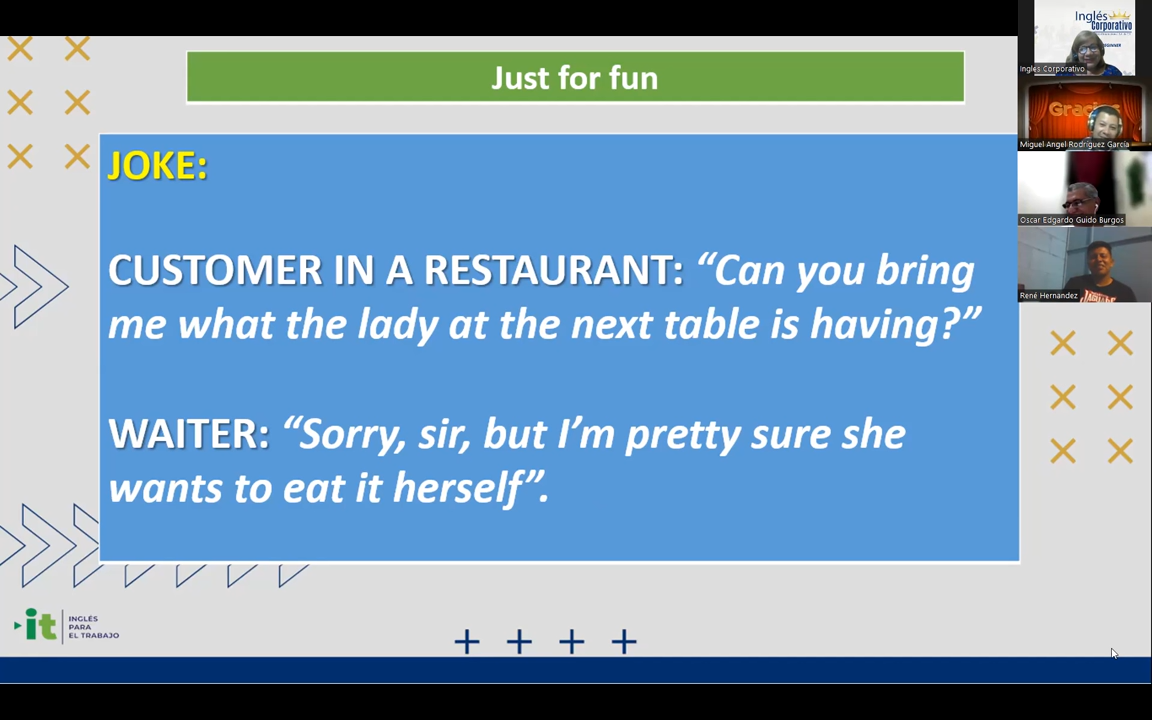 Just for fun
JOKE:
CUSTOMER IN A RESTAURANT: “Can you bring
me what the lady at the next table is having?”
WAITER: “Sorry, sir, but I’m pretty sure she
wants to eat it herself”.
it
INGLÉS
PARA
EL TRABAJO
Inglés
Corporativo
Inglés Corporativo
Gracias
Miguel Angel Rodríguez García
Oscar Edgardo Guido Burgos
René Hernández